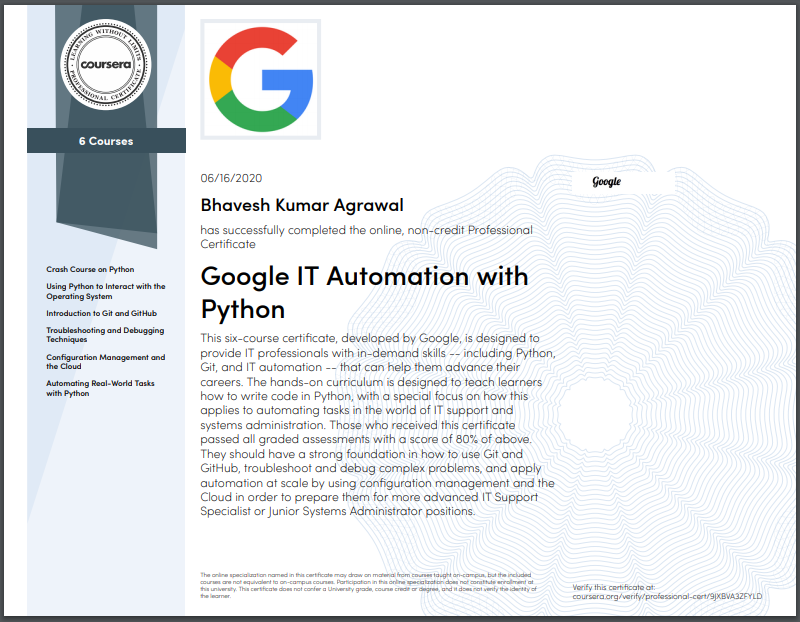 LEARNING WITHOUT LIMITS
coursera
PROFESSIONAL CERTIFICATE
6 Courses
Crash Course on Python
Using Python to Interact with the
Operating System
Introduction to Git and GitHub
Troubleshooting and Debugging
Techniques
Configuration Management and
the Cloud
Automating Real-World Tasks
with Python
G
06/16/2020
Bhavesh Kumar Agrawal
has successfully completed the online, non-credit Professional
Certificate
Google IT Automation with
Python
This six-course certificate, developed by Google, is designed to
provide IT professionals with in-demand skills -- including Python,
Git, and IT automation -- that can help them advance their
careers. The hands-on curriculum is designed to teach learners
how to write code in Python, with a special focus on how this
applies to automating tasks in the world of IT support and
systems administration. Those who received this certificate
passed all graded assessments with a score of 80% of above.
They should have a strong foundation in how to use Git and
GitHub, troubleshoot and debug complex problems, and apply
automation at scale by using configuration management and the
Cloud in order to prepare them for more advanced IT Support
Specialist or Junior Systems Administrator positions.
Google
The online specialization named in this certificate may draw on material from courses taught on-campus, but the included
courses are not equivalent to on-campus courses. Participation in this online specialization does not constitute enrollment at
this university. This certificate does not confer a University grade, course credit or degree, and it does not verify the identity of
the learner.
Verify this certificate at:
coursera.org/verify/professional-cert/9JXBVA3ZFYLD